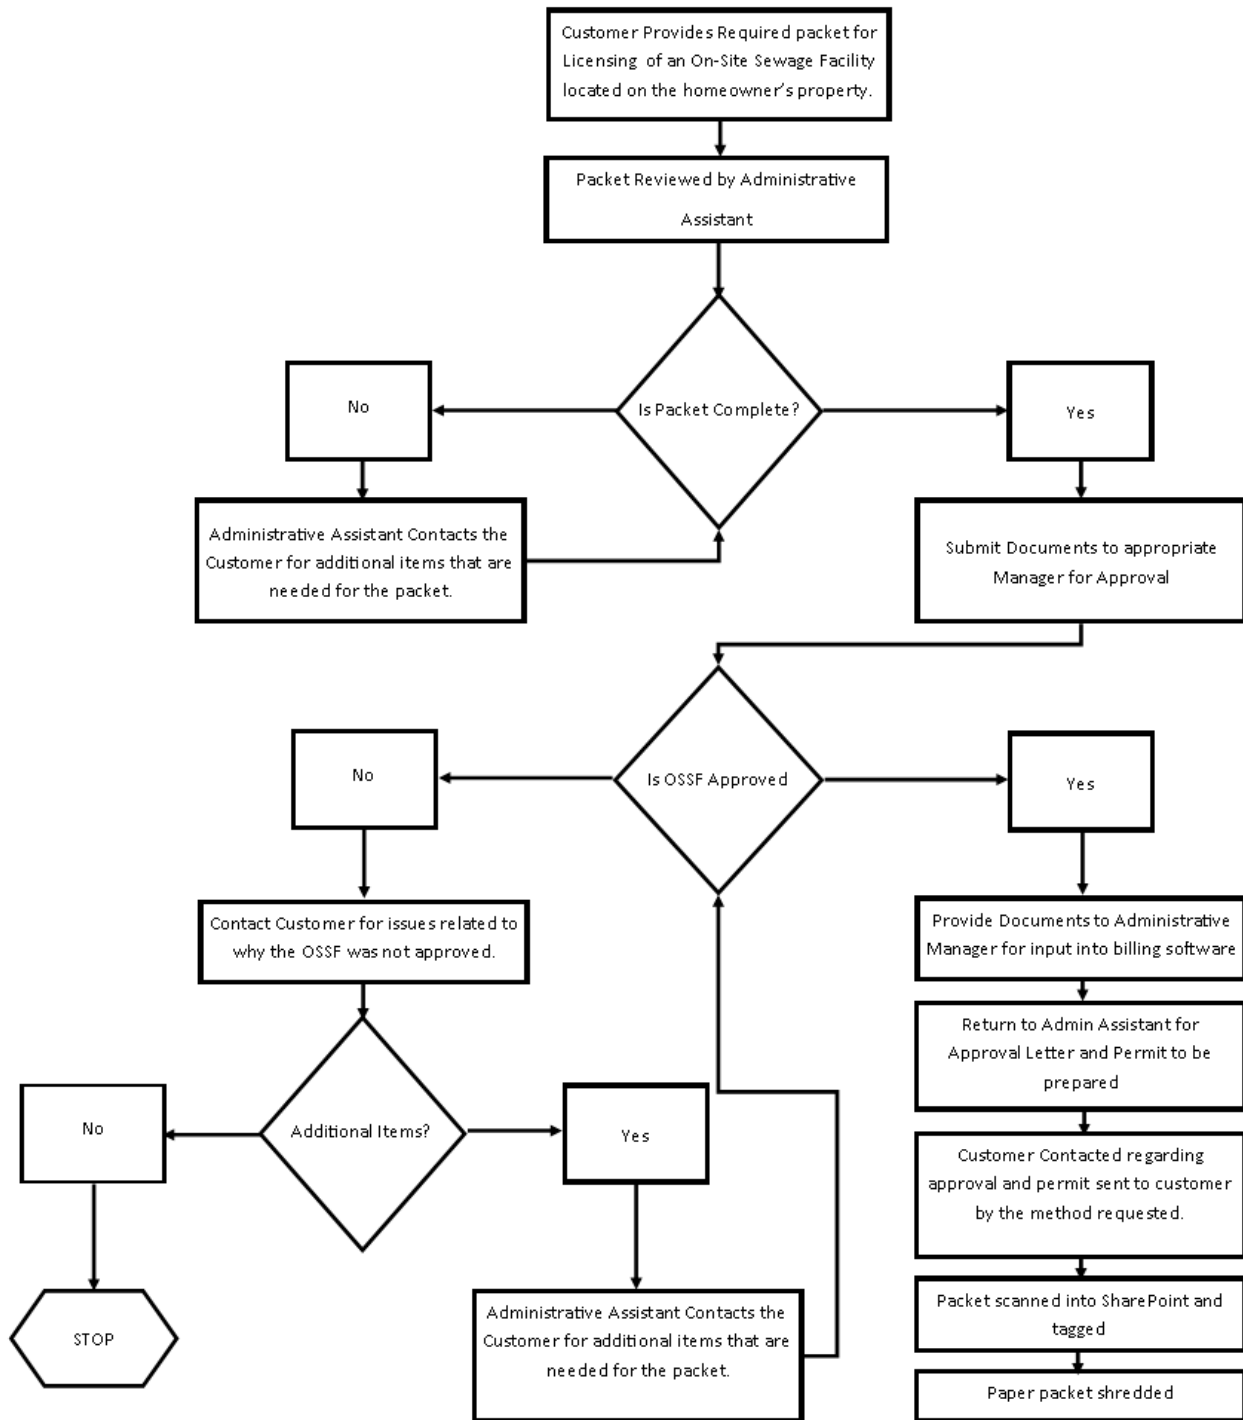 Customer Provides Required packet for
Licensing of an On-Site Sewage Facility
located on the homeowner's property.
Packet Reviewed by Administrative
Assistant
Is Packet Complete?
No
Yes
Administrative Assistant Contacts the
Customer for additional items that are
needed for the packet.
Submit Documents to appropriate
Manager for Approval
Is OSSF Approved
No
Yes
Contact Customer for issues related to
why the OSSF was not approved.
Provide Documents to Administrative
Manager for input into billing software
Return to Admin Assistant for
Approval Letter and Permit to be
prepared
Additional Items?
No
Yes
Customer Contacted regarding
approval and permit sent to customer
by the method requested.
STOP
Administrative Assistant Contacts the
Customer for additional items that are
needed for the packet.
Packet scanned into SharePoint and
tagged
Paper packet shredded